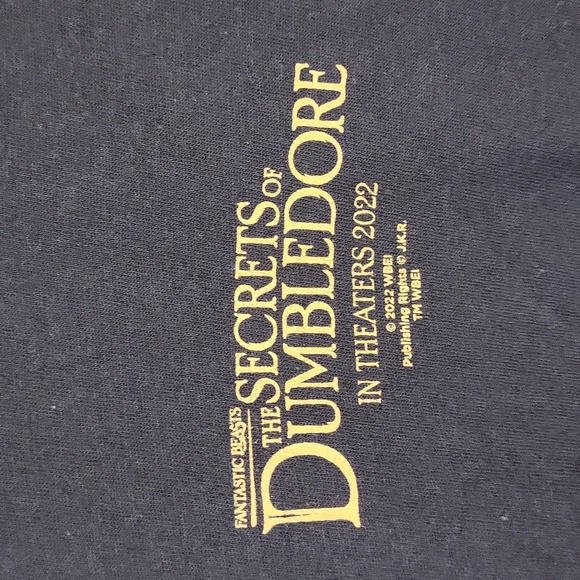 FANTASTIC BEASTS
THE SECRETS OF
DUMBLEDORE
IN THEATERS 2022
© 2022 WBEI
Publishing Rights © J.K.R.
TM WBEI